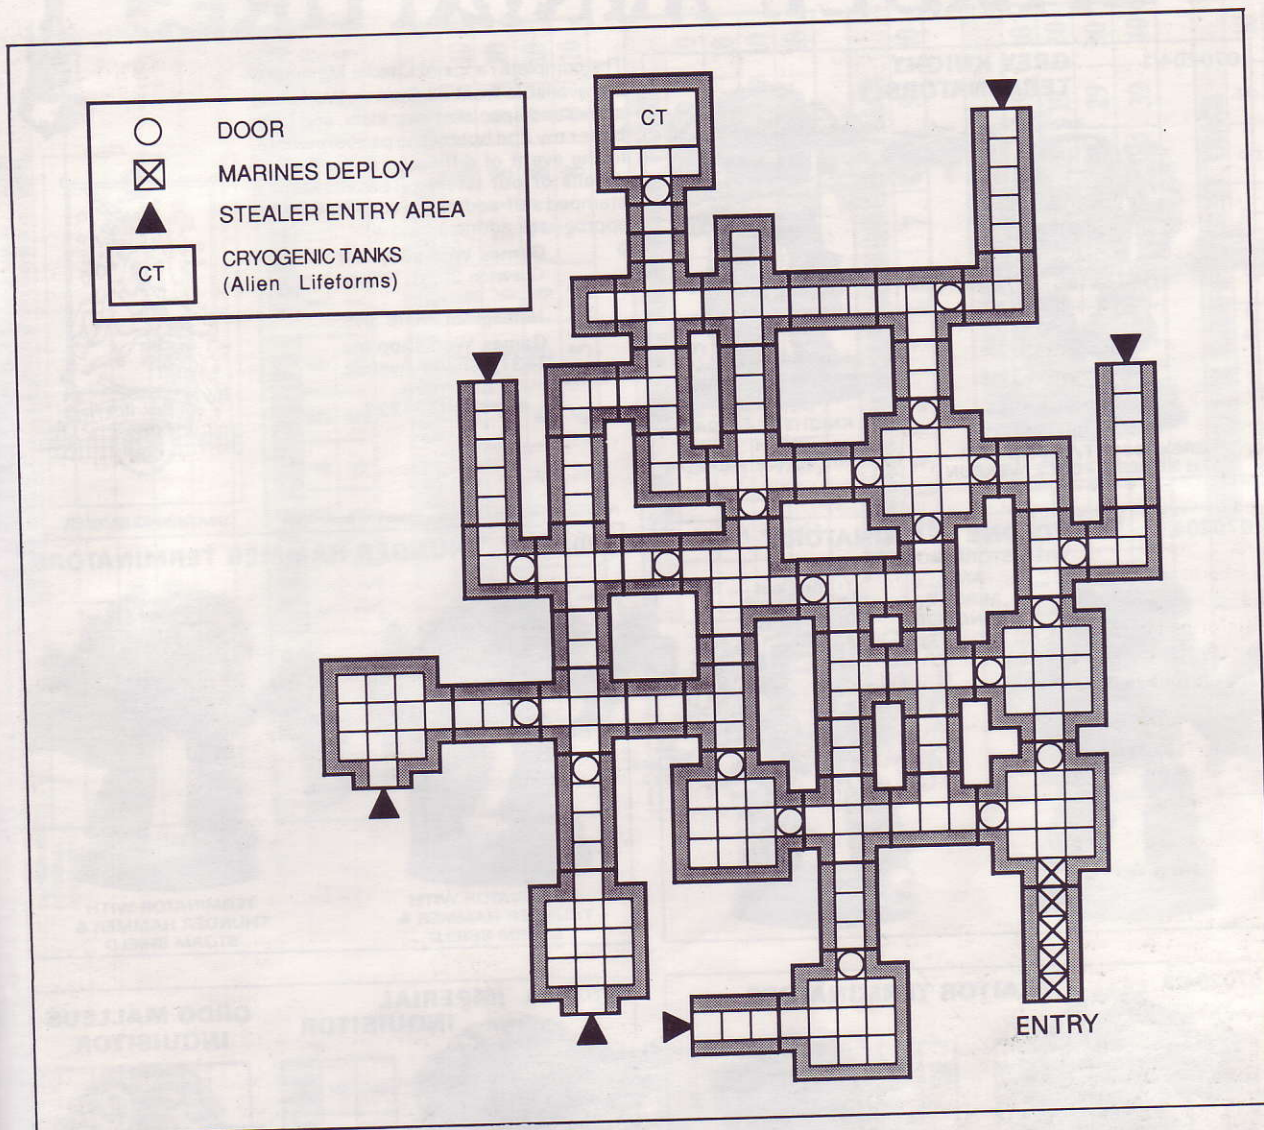 DOOR
MARINES DEPLOY
STEALER ENTRY AREA
CT
CRYOGENIC TANKS
(Alien Lifeforms)
CT
ENTRY